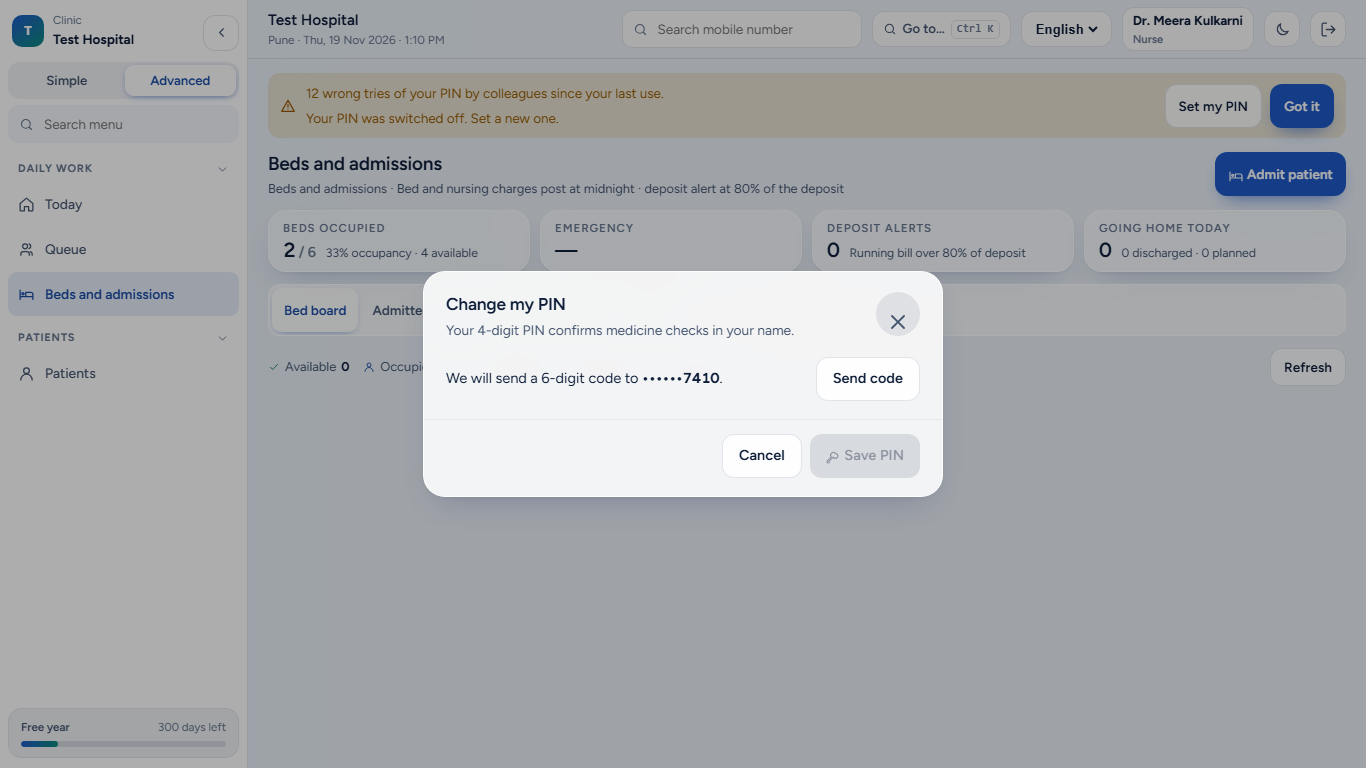 T
Clinic
Test Hospital
Simple
Advanced
Search menu
DAILY WORK
Today
Queue
Beds and admissions
PATIENTS
Patients
Free year
300 days left
Test Hospital
Pune · Thu, 19 Nov 2026 · 1:10 PM
Search mobile number
Go to... Ctrl K
English
Dr. Meera Kulkarni
Nurse
12 wrong tries of your PIN by colleagues since your last use.
Your PIN was switched off. Set a new one.
Set my PIN
Got it
Beds and admissions
Beds and admissions · Bed and nursing charges post at midnight · deposit alert at 80% of the deposit
Admit patient
BEDS OCCUPIED
2 / 6 33% occupancy · 4 available
EMERGENCY
—
DEPOSIT ALERTS
0 Running bill over 80% of deposit
GOING HOME TODAY
0 0 discharged · 0 planned
Bed board
Available 0
Refresh
Change my PIN
Your 4-digit PIN confirms medicine checks in your name.
We will send a 6-digit code to ••••••7410.
Send code
Cancel
Save PIN